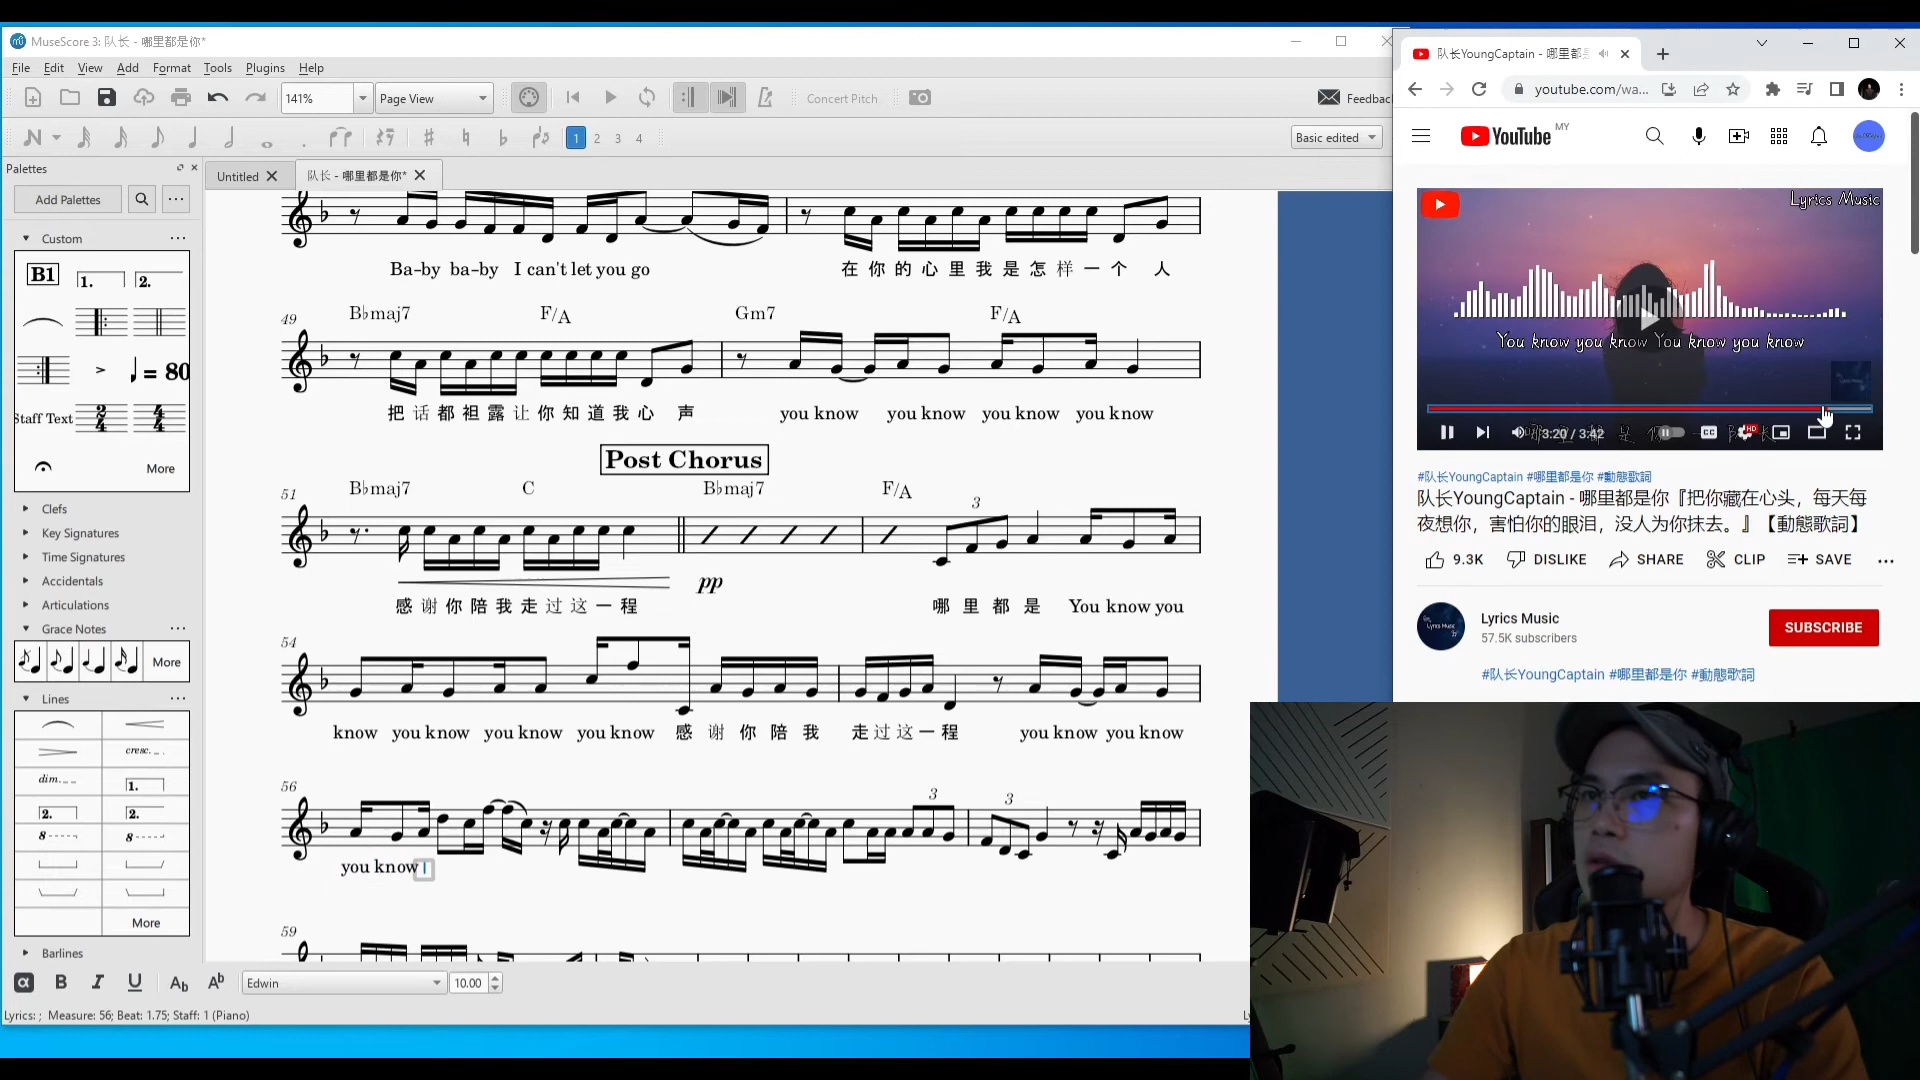 MuseScore 3: 队长 - 哪里都是你*
File Edit View Add Format Tools Plugins Help
141% Page View Concert Pitch Feedbac
1 2 3 4 Basic edited
Palettes
Untitled 队长 - 哪里都是你*
Add Palettes
Custom
B1 1. 2.
= 80
Staff Text 2/4 4/4
More
Clefs
Key Signatures
Time Signatures
Accidentals
Articulations
Grace Notes
More
Lines
cresc.
dim. 1.
2. 2.
8 8
More
Barlines
Ba-by ba-by I can't let you go 在 你 的 心 里 我 是 怎 样 一 个 人
49 B♭maj7 F/A Gm7 F/A
把 话 都 袒 露 让 你 知 道 我 心 声 you know you know you know you know
Post Chorus
51 B♭maj7 C B♭maj7 F/A
3
pp
感 谢 你 陪 我 走 过 这 一 程 哪 里 都 是 You know you
54
know you know you know you know 感 谢 你 陪 我 走 过 这 一 程 you know you know
56 3 3
you know
59
Edwin 10.00
Lyrics: ; Measure: 56; Beat: 1.75; Staff: 1 (Piano)
队长YoungCaptain - 哪里都
youtube.com/wa...
YouTube MY
Lyrics Music
You know you know You know you know
3:20 / 3:42
CC HD
#队长YoungCaptain #哪里都是你 #動態歌詞
队长YoungCaptain - 哪里都是你『把你藏在心头，每天每
夜想你，害怕你的眼泪，没人为你抹去。』【動態歌詞】
9.3K DISLIKE SHARE CLIP SAVE
Lyrics Music
57.5K subscribers
SUBSCRIBE
#队长YoungCaptain #哪里都是你 #動態歌詞